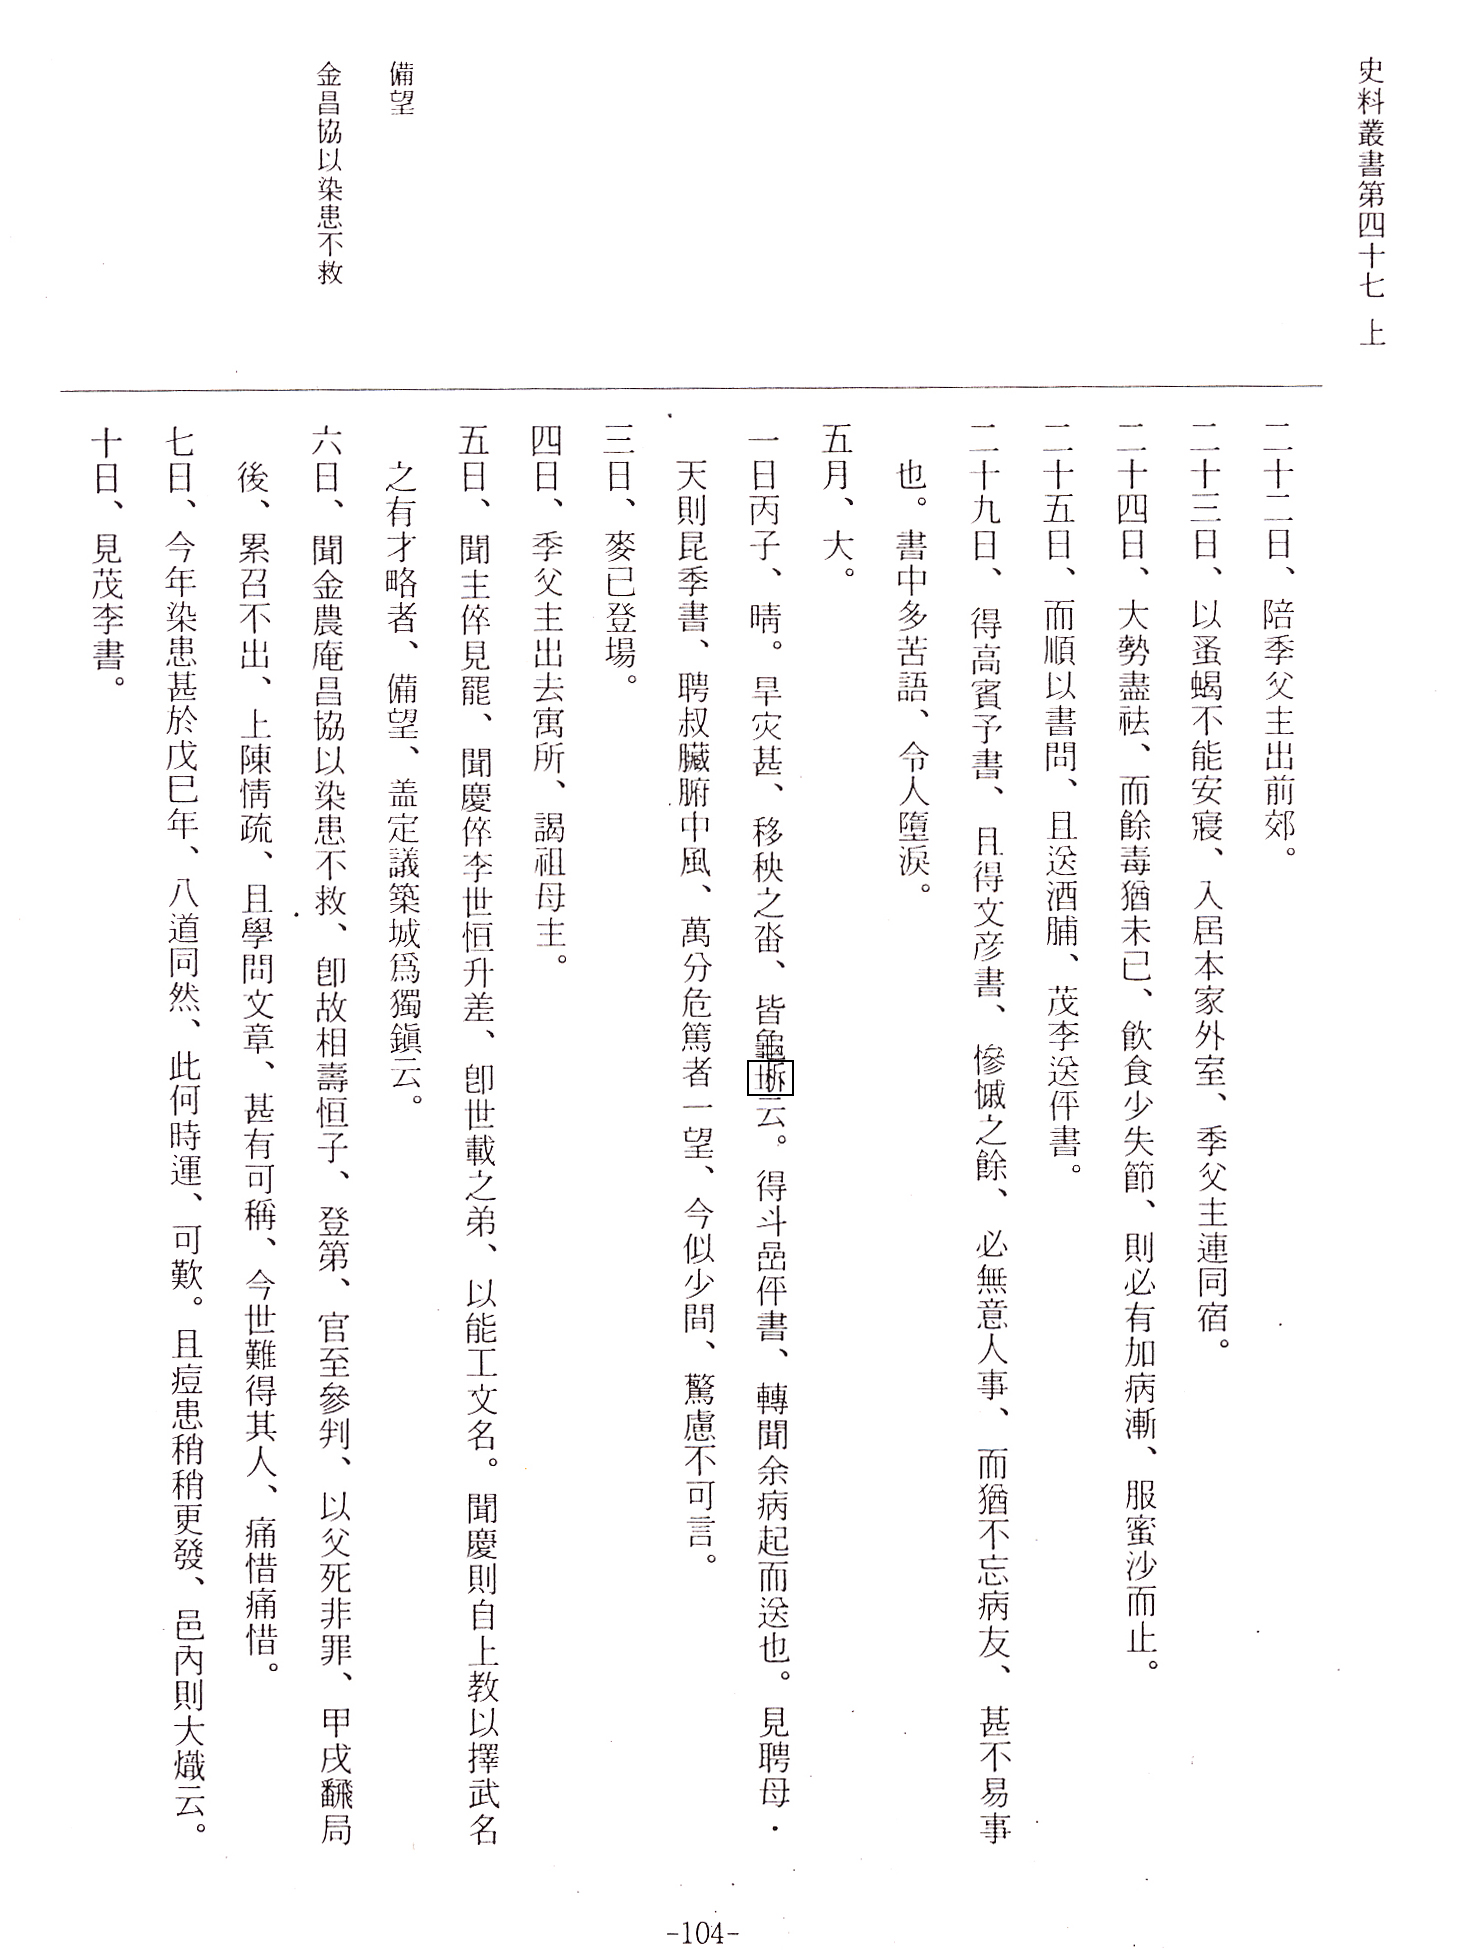 史料叢書第四十七 上
備望
金昌協以染患不救
二十二日、陪季父主出前郊。
二十三日、以蚤蝎不能安寢、入居本家外室、季父主連同宿。
二十四日、大勢盡祛、而餘毒猶未已、飮食少失節、則必有加病漸、服蜜沙而止。
二十五日、而順以書問、且送酒脯、茂李送伻書。
二十九日、得高賓予書、且得文彦書、慘慽之餘、必無意人事、而猶不忘病友、甚不易事
也。書中多苦語、令人墮淚。
五月、大。
一日丙子、晴。旱灾甚、移秧之畓、皆龜坼云。得斗嵒伻書、轉聞余病起而送也。見聘母·
天則昆季書、聘叔臟腑中風、萬分危篤者一望、今似少間、驚慮不可言。
三日、麥已登場。
四日、季父主出去寓所、謁祖母主。
五日、聞主倅見罷、聞慶倅李世恒升差、卽世載之弟、以能工文名。聞慶則自上敎以擇武名
之有才略者、備望、盖定議築城爲獨鎭云。
六日、聞金農庵昌協以染患不救、卽故相壽恒子、登第、官至參判、以父死非罪、甲戌飜局
後、累召不出、上陳情疏、且學問文章、甚有可稱、今世難得其人、痛惜痛惜。
七日、今年染患甚於戊巳年、八道同然、此何時運、可歎。且痘患稍稍更發、邑內則大熾云。
十日、見茂李書。
-104-